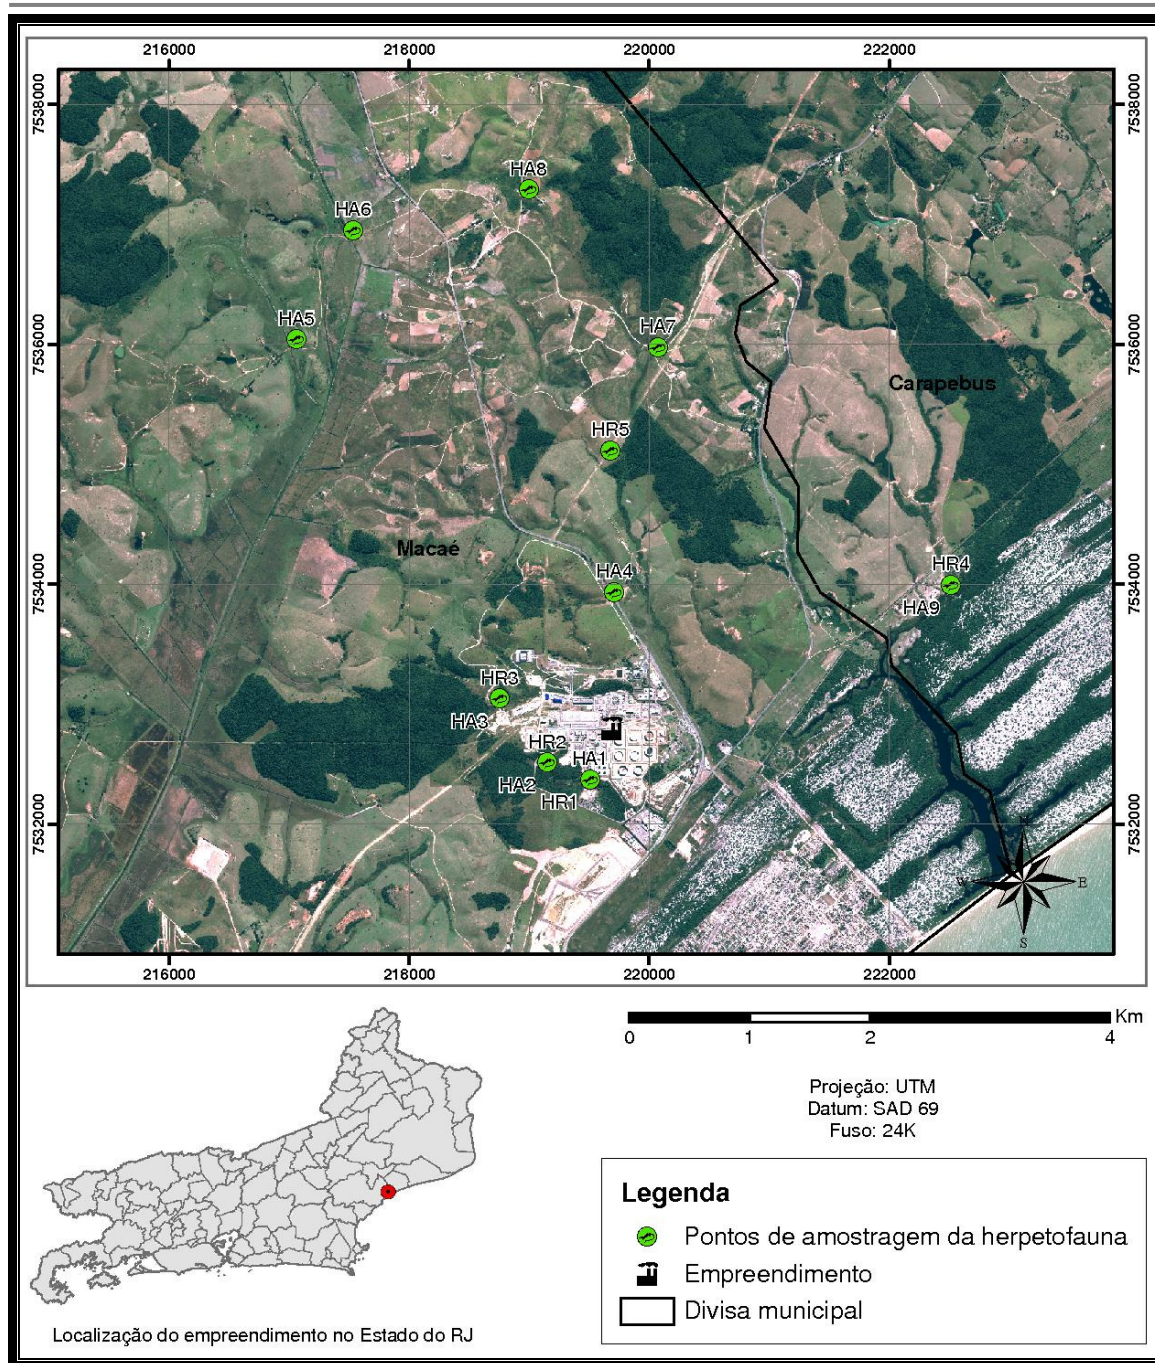 216000 218000 220000 222000
7538000 7538000
HA8
HA6
HA5 HA7
7536000 7536000
Carapebus
HR5
Macaé
HA4 HR4
7534000 7534000
HA9
HR3
HA3
HR2 HA1
HA2
HR1
7532000 7532000
N
W E
S
216000 218000 220000 222000
Km
0 1 2 4
Projeção: UTM
Datum: SAD 69
Fuso: 24K
Legenda
Pontos de amostragem da herpetofauna
Empreendimento
Divisa municipal
Localização do empreendimento no Estado do RJ